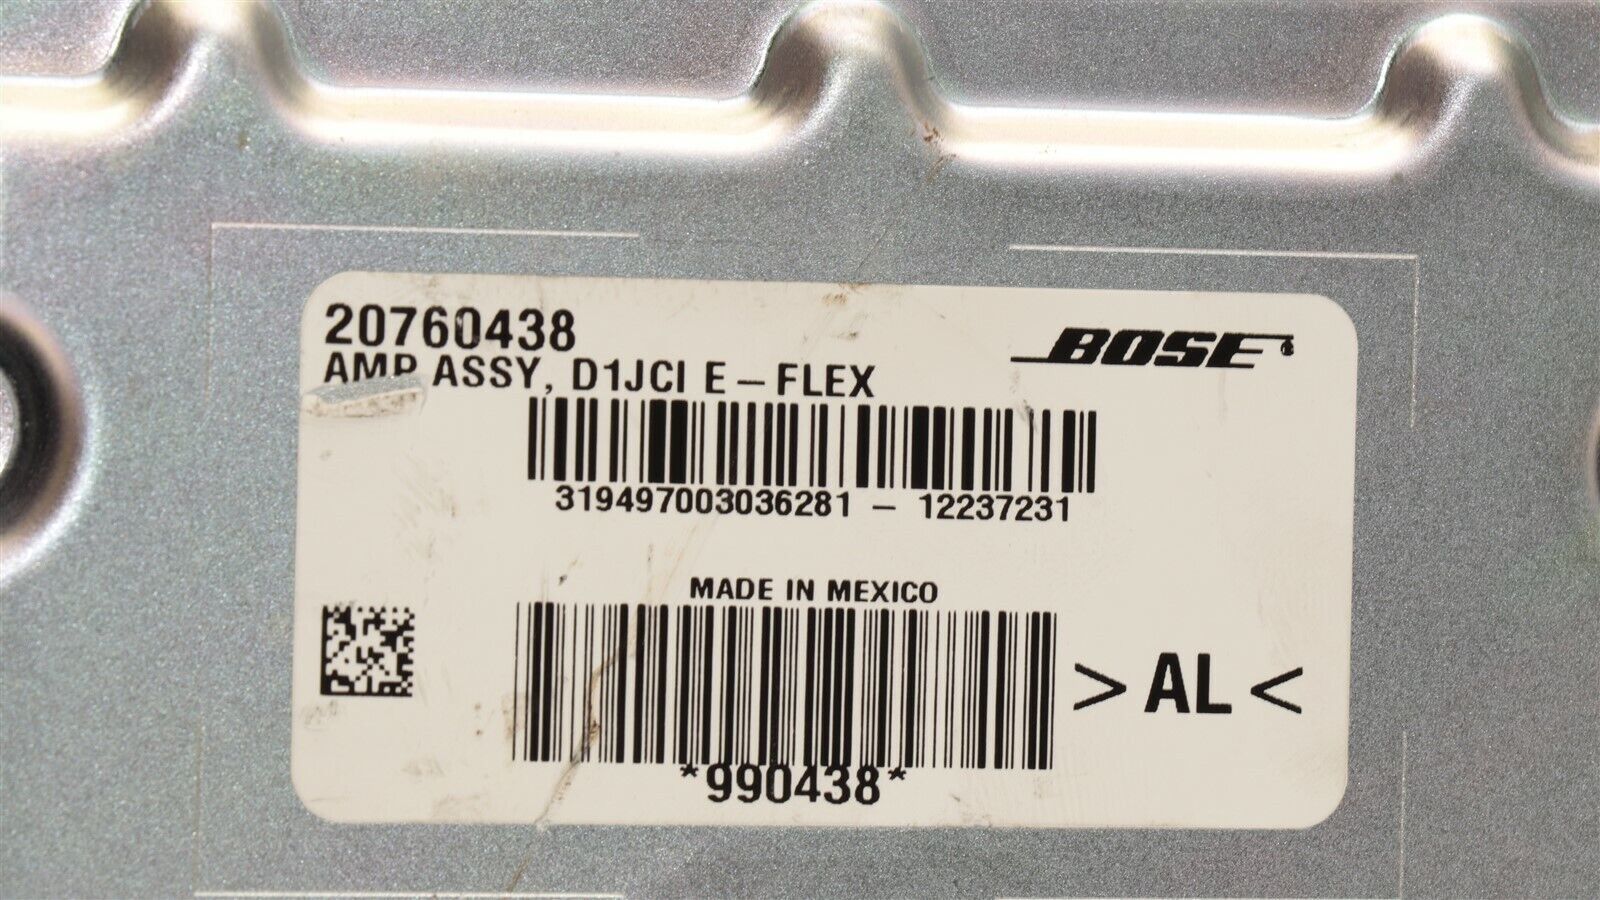 20760438
BOSE
AMP ASSY, D1JCI E-FLEX
319497003036281 - 12237231
MADE IN MEXICO
> AL <
*990438*